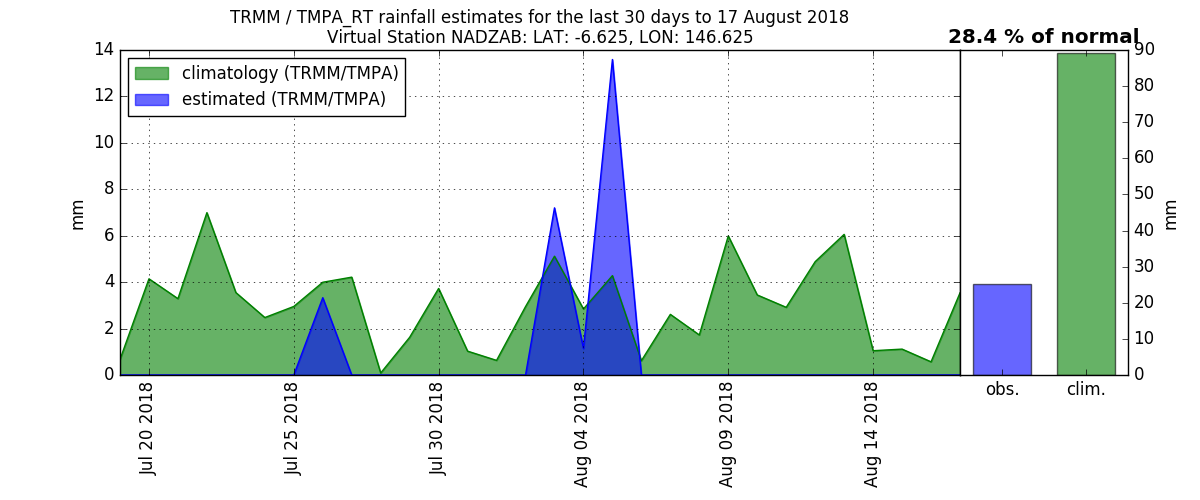 TRMM / TMPA_RT rainfall estimates for the last 30 days to 17 August 2018
Virtual Station NADZAB: LAT: -6.625, LON: 146.625
28.4 % of normal
climatology (TRMM/TMPA)
estimated (TRMM/TMPA)
14
12
10
8
6
4
2
0
mm
Jul 20 2018
Jul 25 2018
Jul 30 2018
Aug 04 2018
Aug 09 2018
Aug 14 2018
obs.
clim.
90
80
70
60
50
40
30
20
10
0
mm